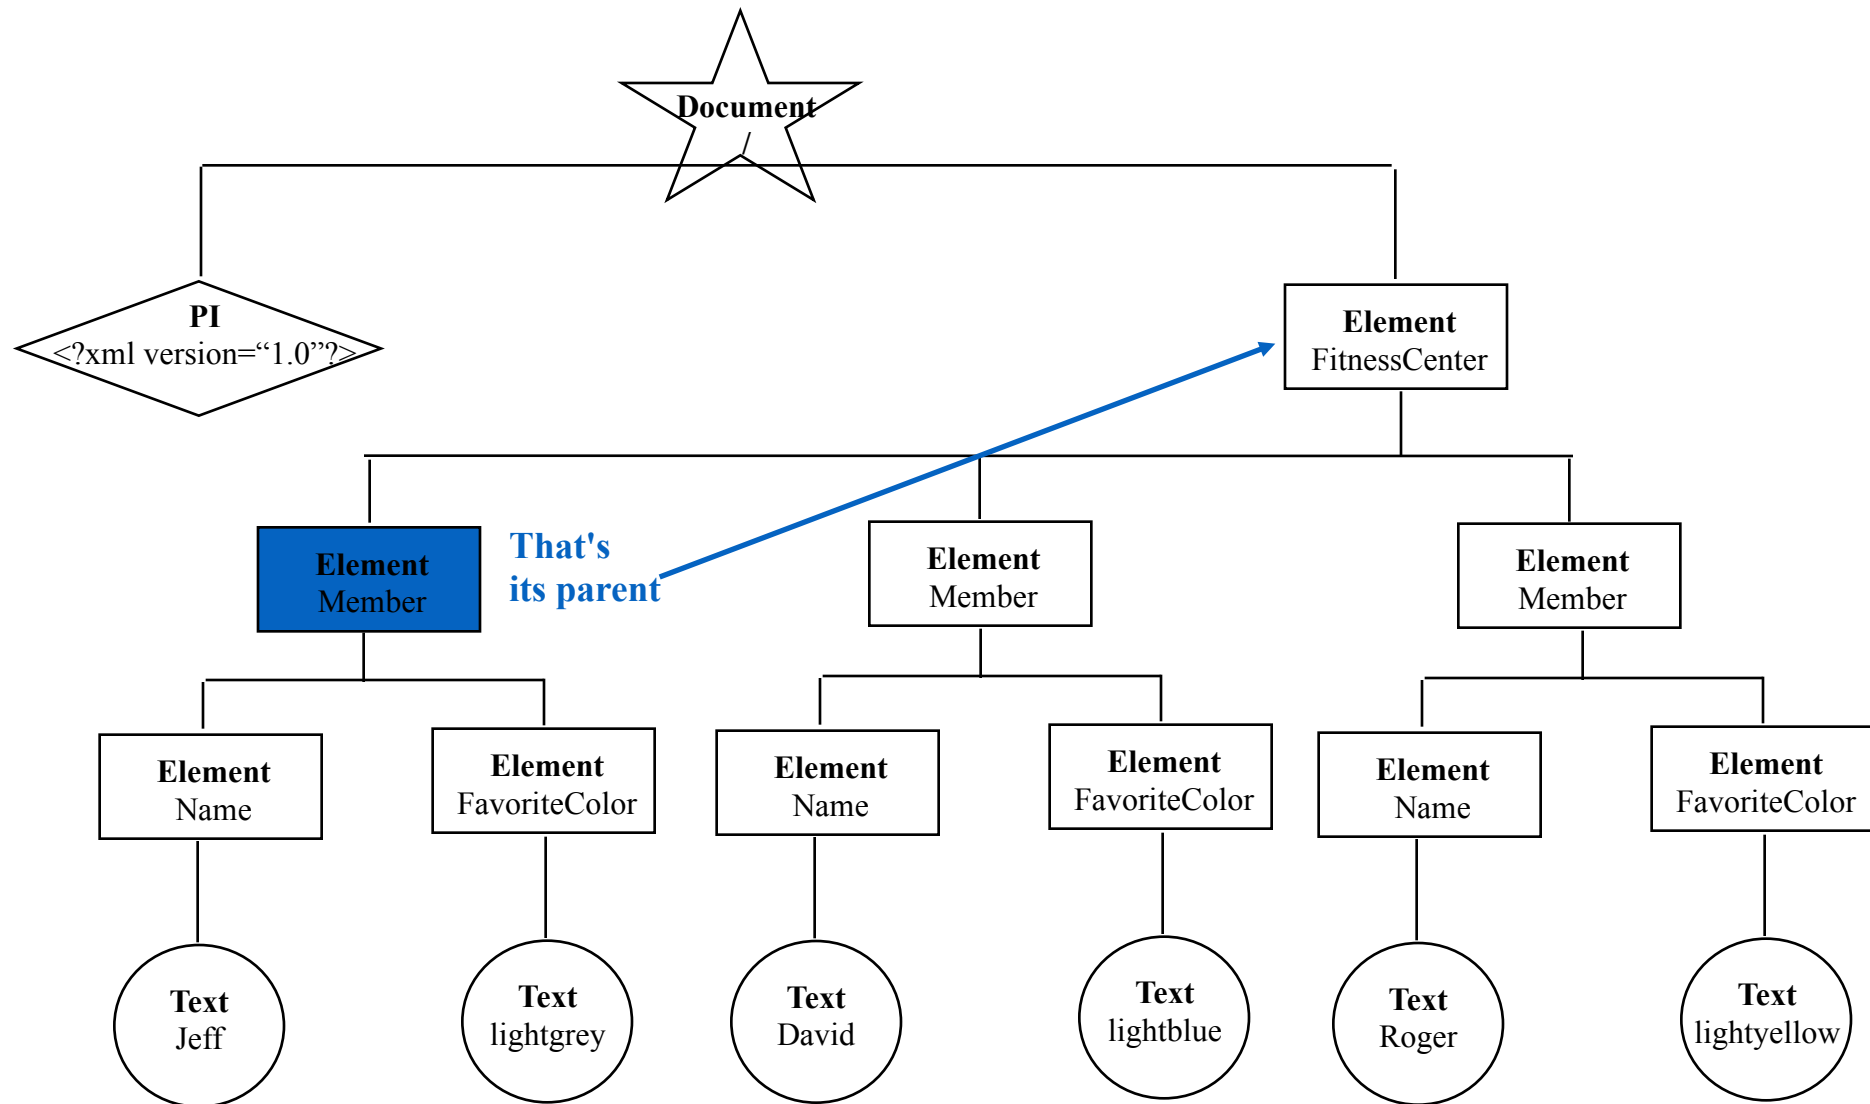 Document
/
PI
<?xml version=“1.0”?>
Element
FitnessCenter
That's
its parent
Element
Member
Element
Member
Element
Member
Element
Name
Element
FavoriteColor
Element
Name
Element
FavoriteColor
Element
Name
Element
FavoriteColor
Text
Jeff
Text
lightgrey
Text
David
Text
lightblue
Text
Roger
Text
lightyellow